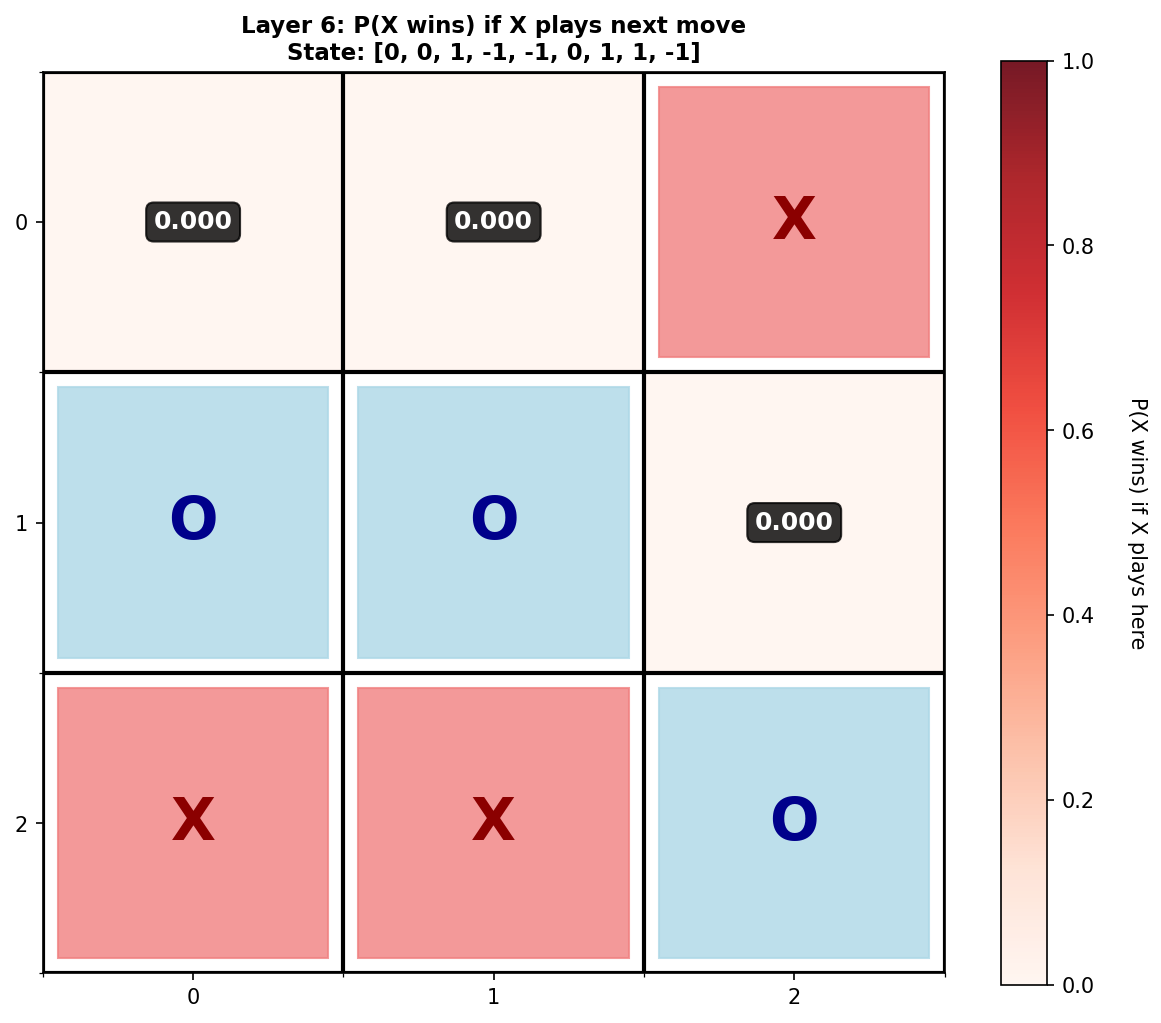 Layer 6: P(X wins) if X plays next move
State: [0, 0, 1, -1, -1, 0, 1, 1, -1]
0
0.000
0.000
X
1
O
O
0.000
2
X
X
O
0
1
2
1.0
0.8
0.6
0.4
0.2
0.0
P(X wins) if X plays here